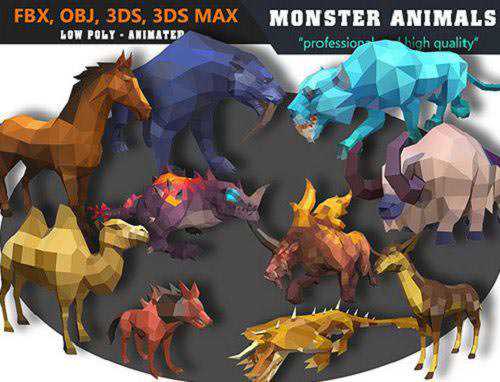 FBX, OBJ, 3DS, 3DS MAX
LOW POLY - ANIMATED
MONSTER ANIMALS
"professional high quality"